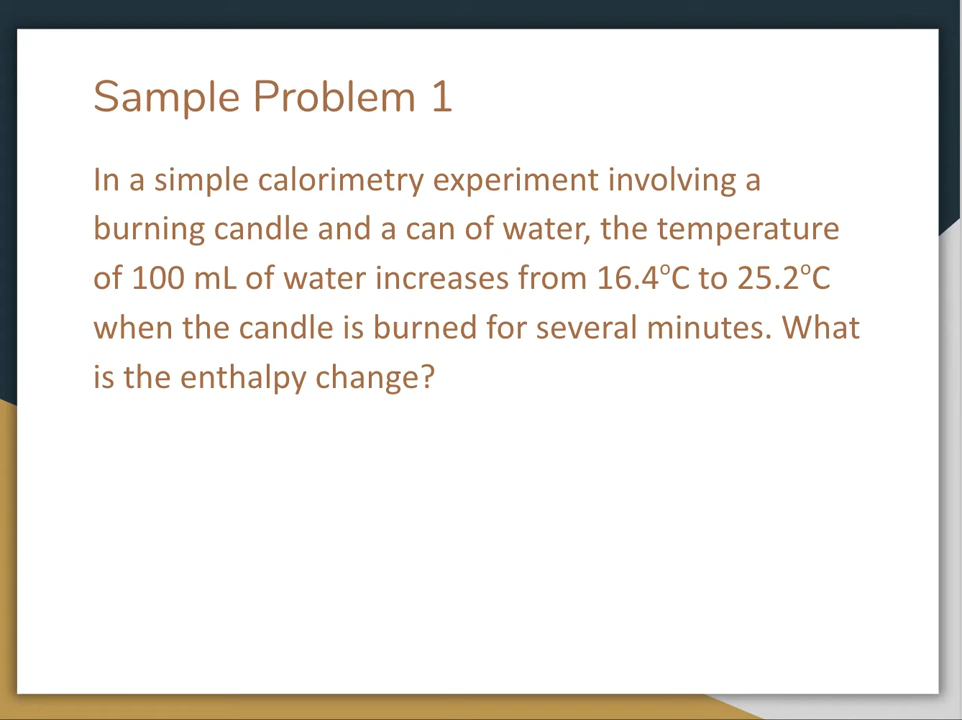 Sample Problem 1
In a simple calorimetry experiment involving a
burning candle and a can of water, the temperature
of 100 mL of water increases from 16.4ºC to 25.2ºC
when the candle is burned for several minutes. What
is the enthalpy change?